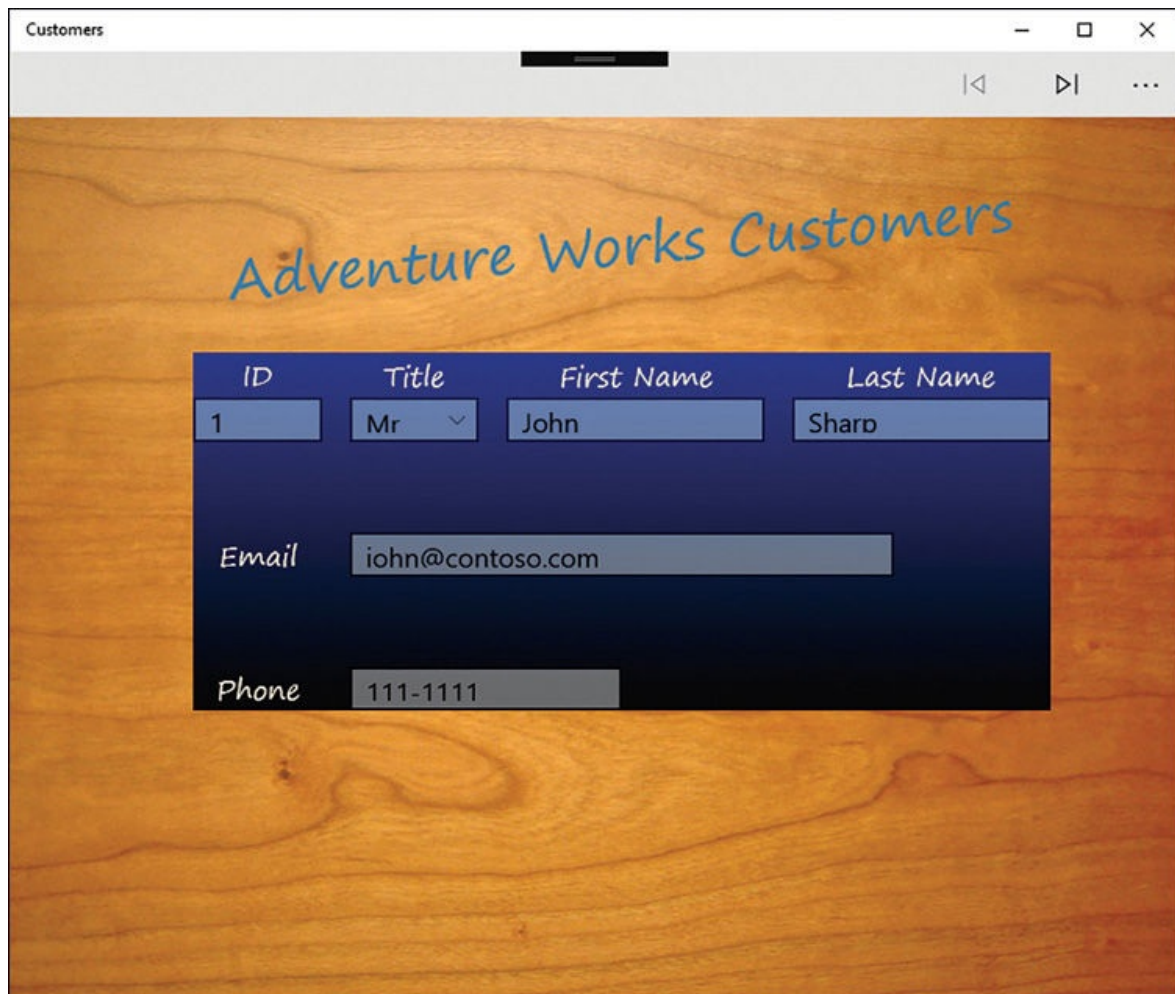 Customers
Adventure Works Customers
ID Title First Name Last Name
1 Mr John Sharp
Email john@contoso.com
Phone 111-1111